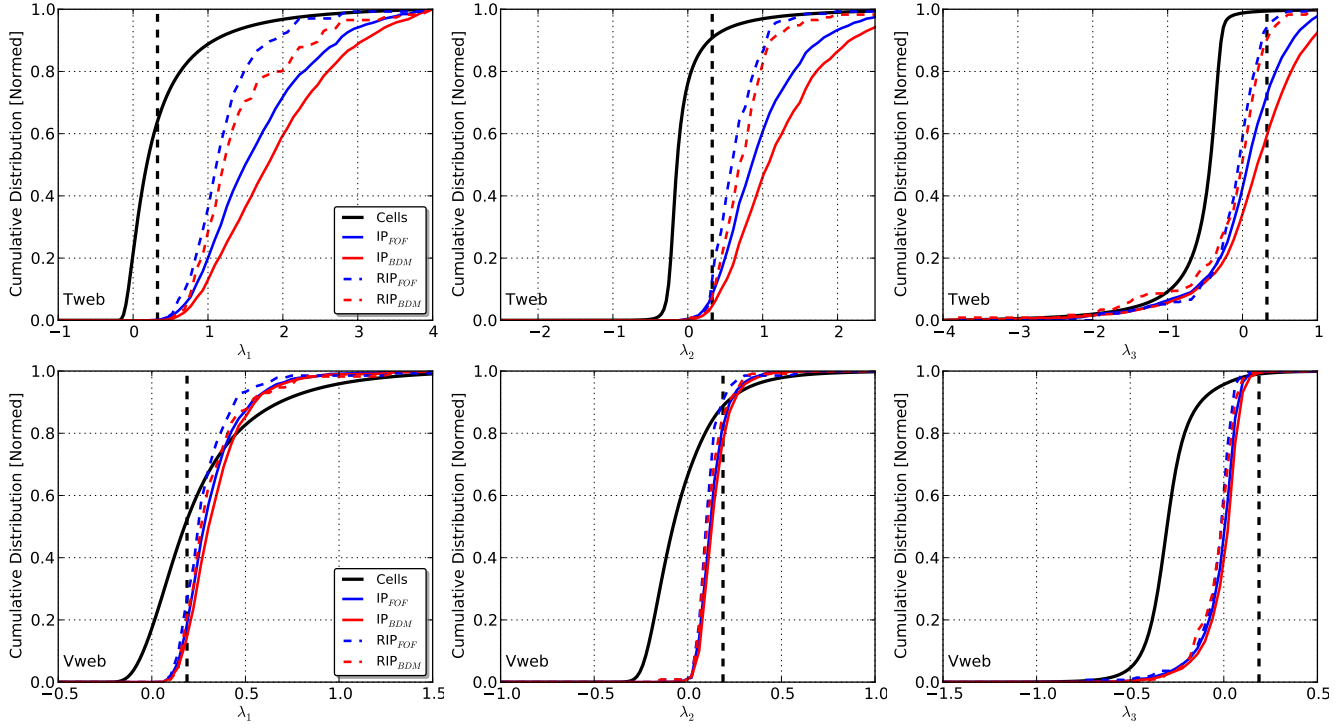 Cumulative Distribution [Normed]
1.0
0.8
0.6
0.4
0.2
0.0
Tweb
Cells
IP_FOF
IP_BDM
RIP_FOF
RIP_BDM
−1 0 1 2 3 4
λ₁
Cumulative Distribution [Normed]
1.0
0.8
0.6
0.4
0.2
0.0
Tweb
−2 −1 0 1 2
λ₂
Cumulative Distribution [Normed]
1.0
0.8
0.6
0.4
0.2
0.0
Tweb
−4 −3 −2 −1 0 1
λ₃
Cumulative Distribution [Normed]
1.0
0.8
0.6
0.4
0.2
0.0
Vweb
Cells
IP_FOF
IP_BDM
RIP_FOF
RIP_BDM
−0.5 0.0 0.5 1.0 1.5
λ₁
Cumulative Distribution [Normed]
1.0
0.8
0.6
0.4
0.2
0.0
Vweb
−1.0 −0.5 0.0 0.5 1.0
λ₂
Cumulative Distribution [Normed]
1.0
0.8
0.6
0.4
0.2
0.0
Vweb
−1.5 −1.0 −0.5 0.0 0.5
λ₃